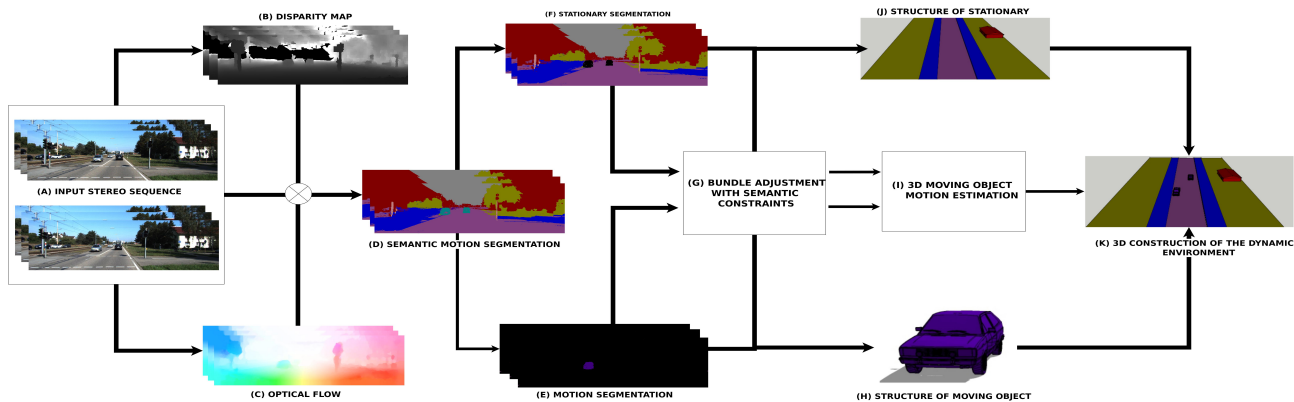 (B) DISPARITY MAP
(F) STATIONARY SEGMENTATION
(J) STRUCTURE OF STATIONARY
(A) INPUT STEREO SEQUENCE
(D) SEMANTIC MOTION SEGMENTATION
(G) BUNDLE ADJUSTMENT
WITH SEMANTIC
CONSTRAINTS
(I) 3D MOVING OBJECT
MOTION ESTIMATION
(K) 3D CONSTRUCTION OF THE DYNAMIC
ENVIRONMENT
(C) OPTICAL FLOW
(E) MOTION SEGMENTATION
(H) STRUCTURE OF MOVING OBJECT